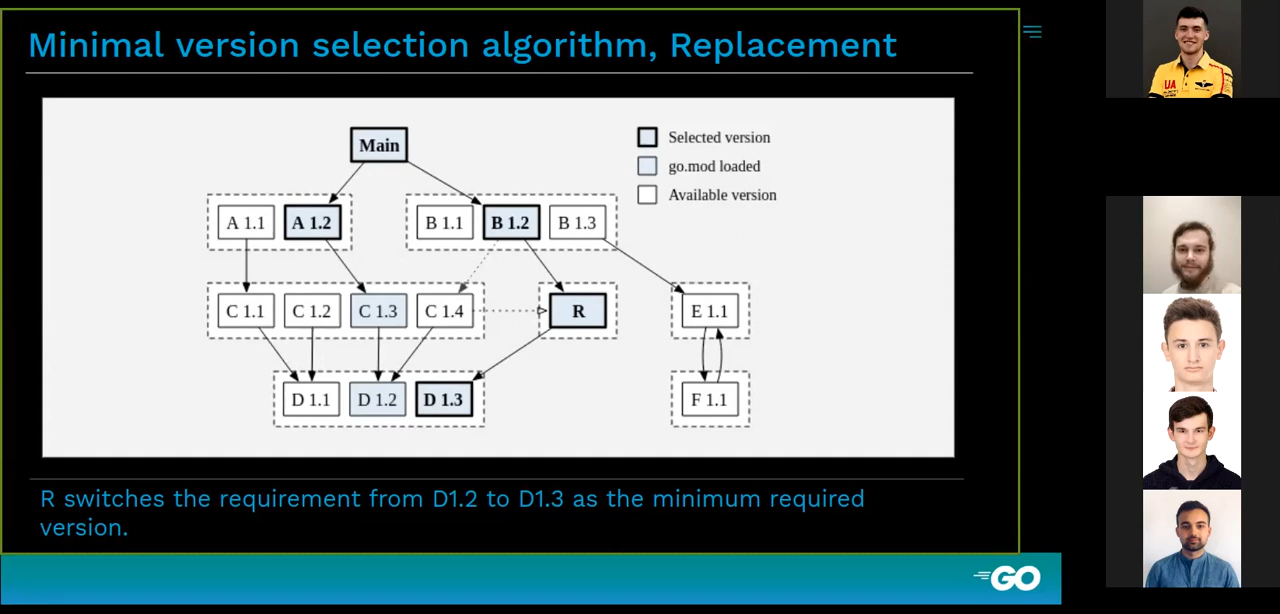 Minimal version selection algorithm, Replacement
Main
Selected version
go.mod loaded
Available version
A 1.1
A 1.2
B 1.1
B 1.2
B 1.3
C 1.1
C 1.2
C 1.3
C 1.4
R
E 1.1
D 1.1
D 1.2
D 1.3
F 1.1
R switches the requirement from D1.2 to D1.3 as the minimum required
version.
GO
UA